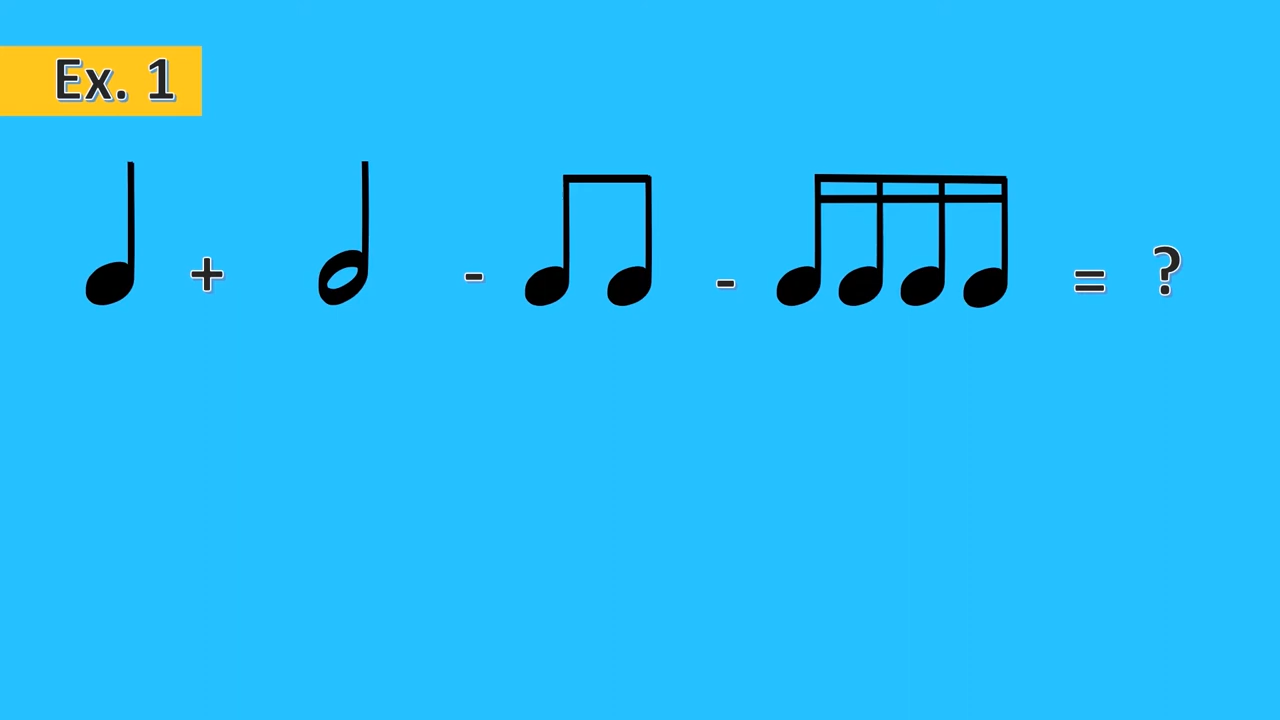 Ex. 1
+ - - = ?